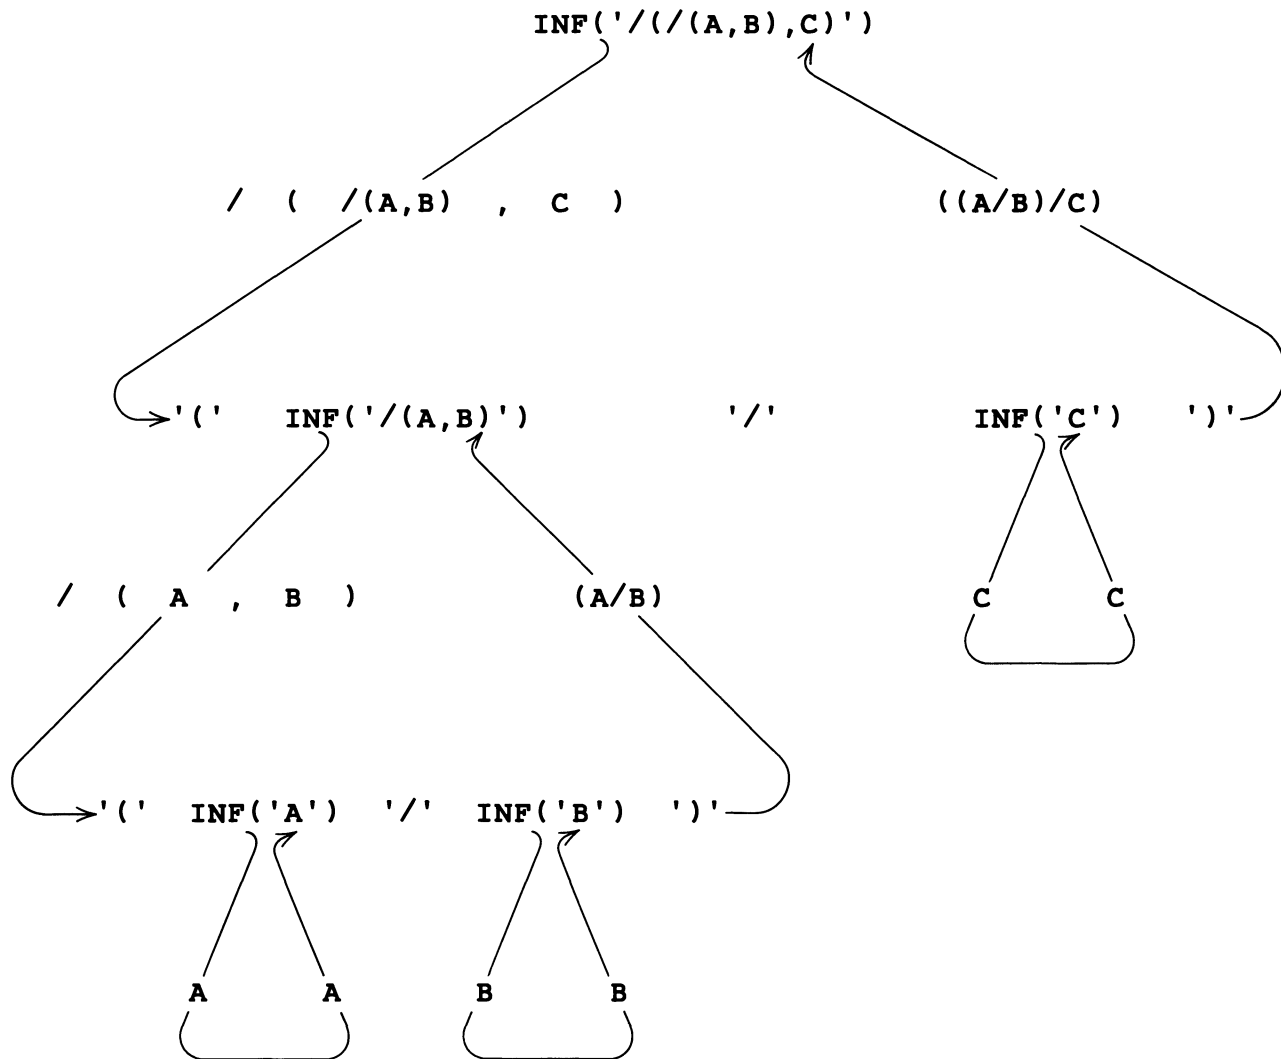 INF('/(/(A,B),C)')
/ ( /(A,B) , C ) ((A/B)/C)
'(' INF('/(A,B)') '/' INF('C') ')'
/ ( A , B ) (A/B) C C
'(' INF('A') '/' INF('B') ')'
A A B B